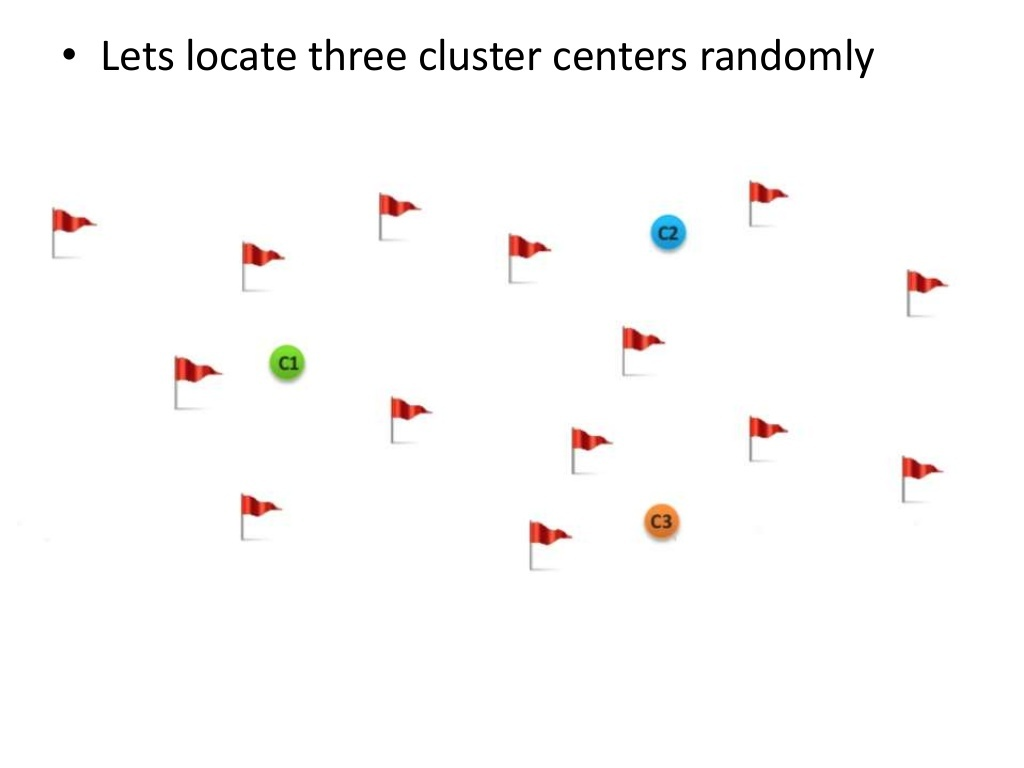 • Lets locate three cluster centers randomly
C2
C1
C3